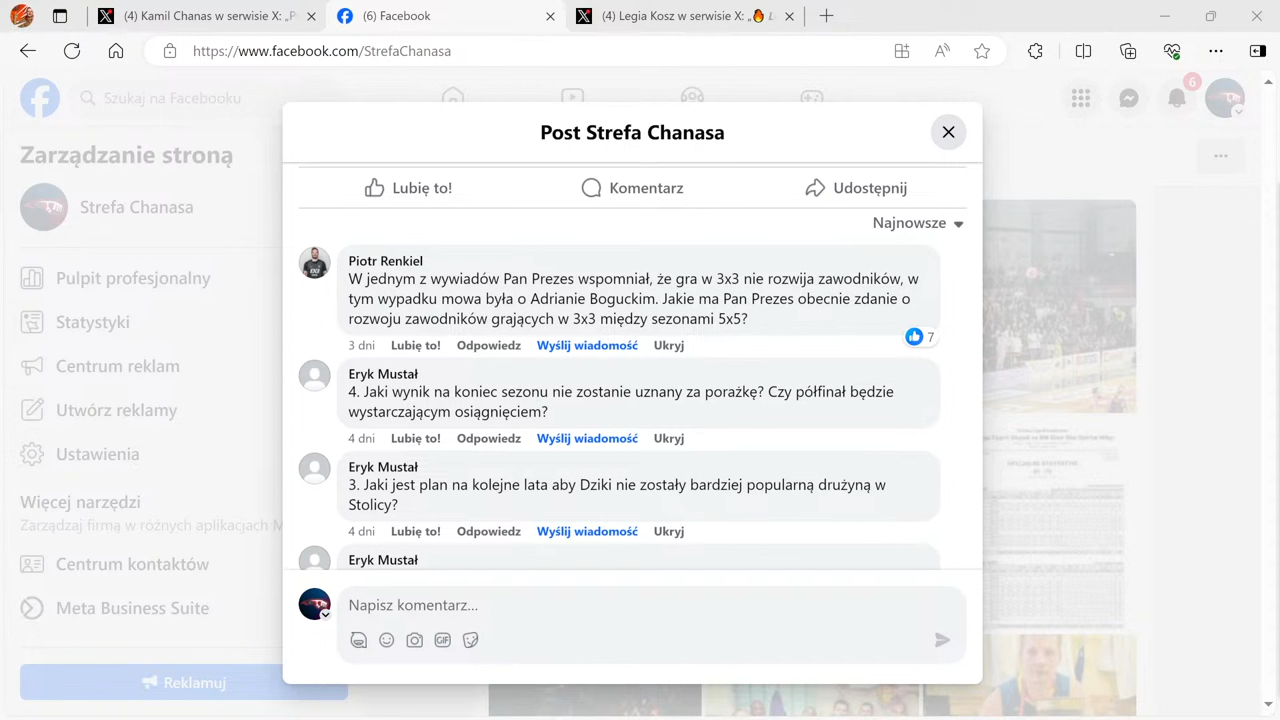 (4) Kamil Chanas w serwisie X: „P
(6) Facebook
(4) Legia Kosz w serwisie X: „🔥 L
https://www.facebook.com/StrefaChanasa
Szukaj na Facebooku
6
Zarządzanie stroną
Strefa Chanasa
Pulpit profesjonalny
Statystyki
Centrum reklam
Utwórz reklamy
Ustawienia
Więcej narzędzi
Zarządzaj firmą w różnych aplikacjach M
Centrum kontaktów
Meta Business Suite
Reklamuj
Post Strefa Chanasa
Lubię to! Komentarz Udostępnij
Najnowsze
Piotr Renkiel
W jednym z wywiadów Pan Prezes wspomniał, że gra w 3x3 nie rozwija zawodników, w
tym wypadku mowa była o Adrianie Boguckim. Jakie ma Pan Prezes obecnie zdanie o
rozwoju zawodników grających w 3x3 między sezonami 5x5?
7
3 dni Lubię to! Odpowiedz Wyślij wiadomość Ukryj
Eryk Mustał
4. Jaki wynik na koniec sezonu nie zostanie uznany za porażkę? Czy półfinał będzie
wystarczającym osiągnięciem?
4 dni Lubię to! Odpowiedz Wyślij wiadomość Ukryj
Eryk Mustał
3. Jaki jest plan na kolejne lata aby Dziki nie zostały bardziej popularną drużyną w
Stolicy?
4 dni Lubię to! Odpowiedz Wyślij wiadomość Ukryj
Eryk Mustał
Napisz komentarz...
GIF